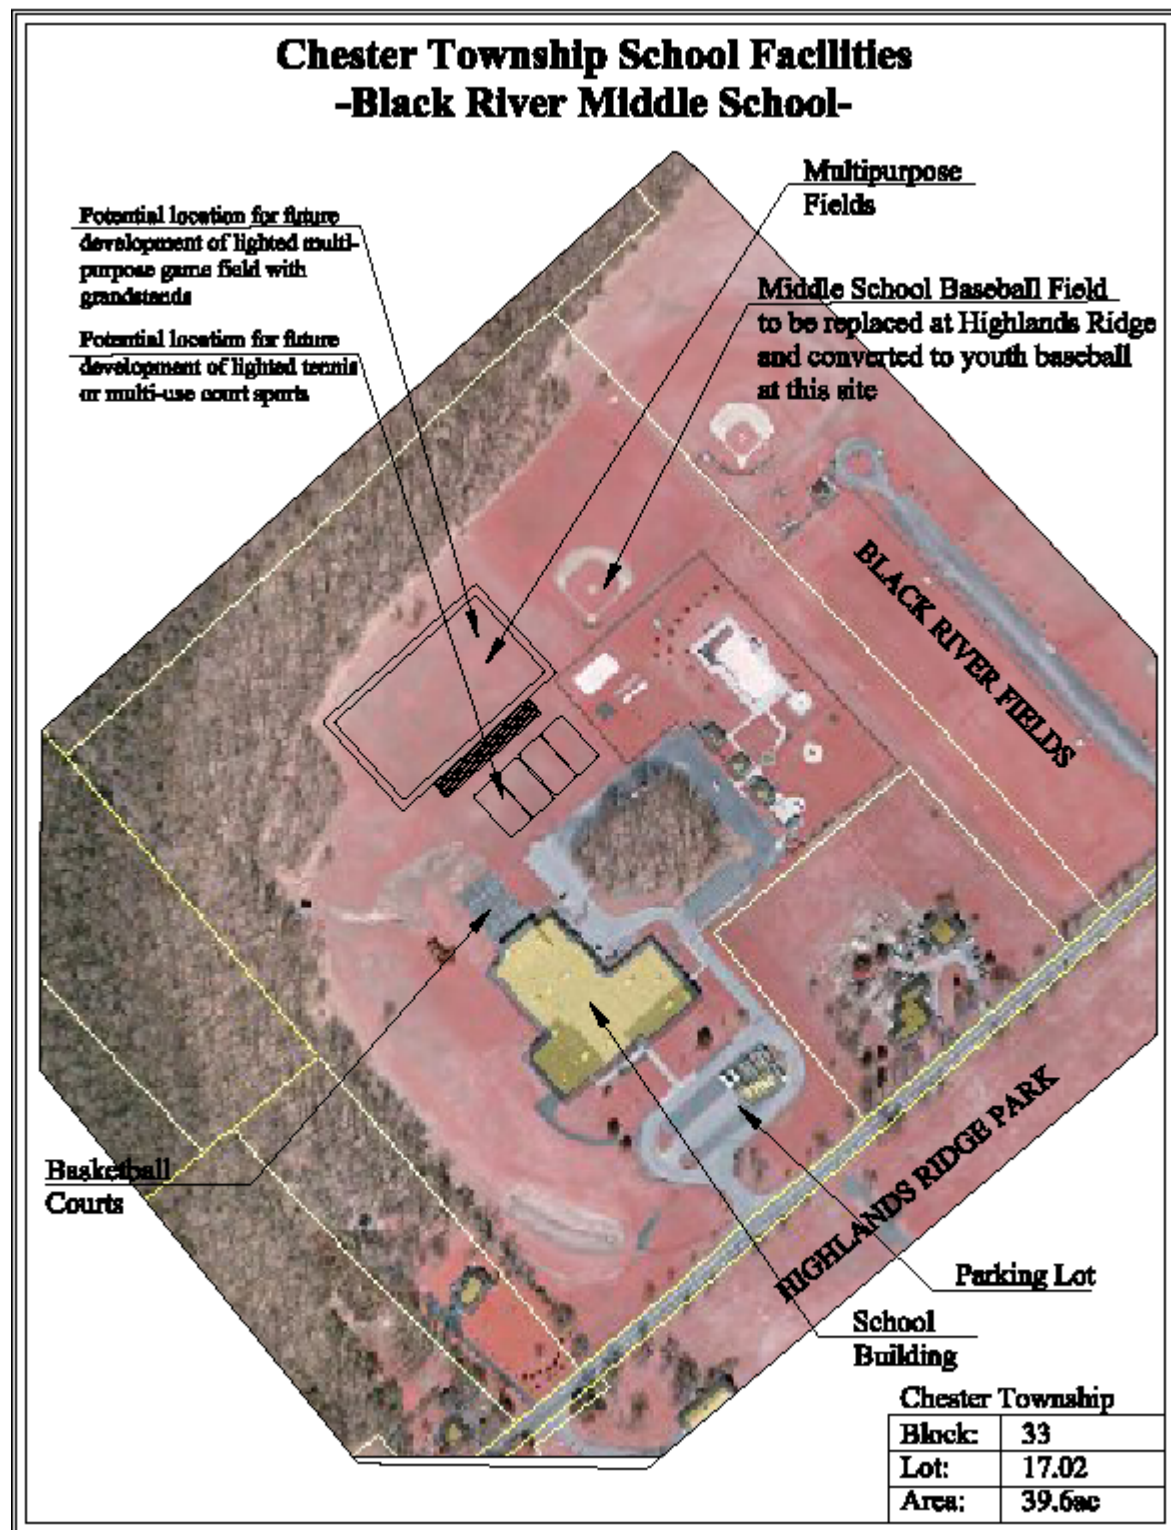 Chester Township School Facilities
-Black River Middle School-
Multipurpose
Fields
Potential location for future
development of lighted multi-
purpose game field with
grandstands
Middle School Baseball Field
to be replaced at Highlands Ridge
and converted to youth baseball
at this site
Potential location for future
development of lighted tennis
or multi-use court sports
BLACK RIVER FIELDS
HIGHLANDS RIDGE PARK
Basketball
Courts
Parking Lot
School
Building
Chester Township
Block: 33
Lot: 17.02
Area: 39.6ac